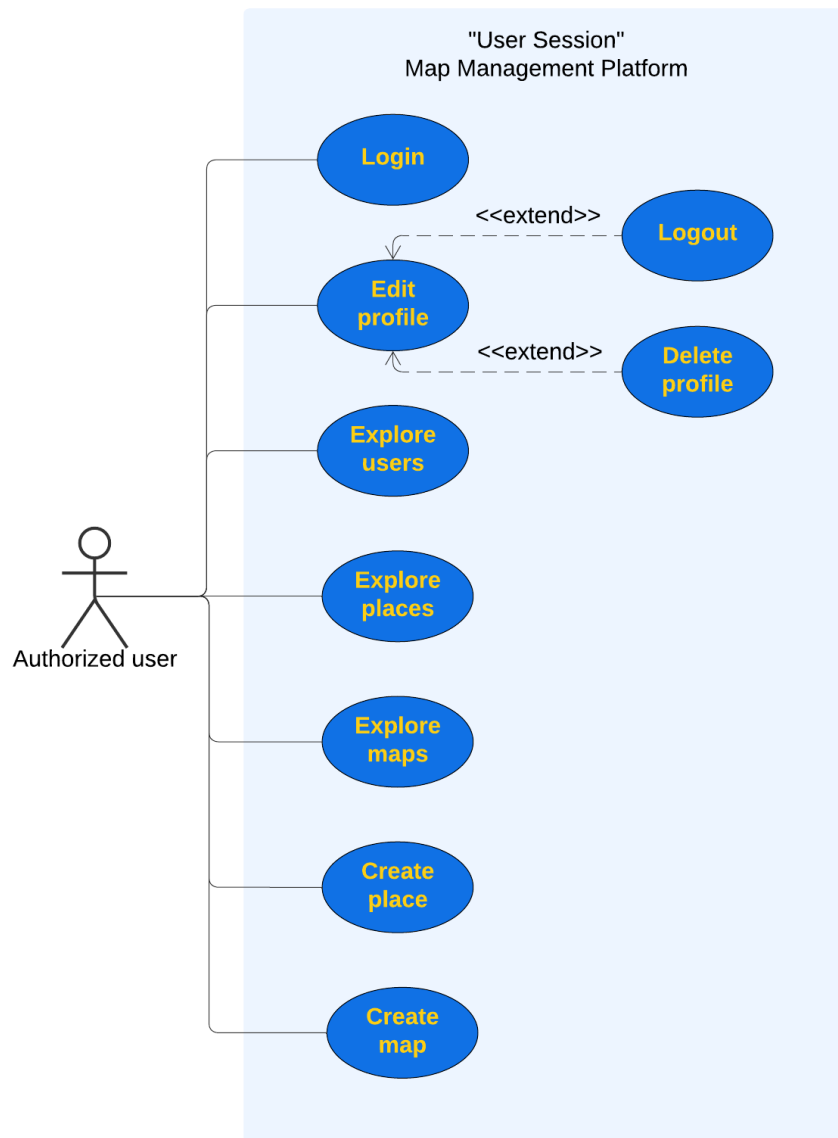 "User Session"
Map Management Platform
Login
<<extend>>
Logout
Edit
profile
<<extend>>
Delete
profile
Explore
users
Explore
places
Authorized user
Explore
maps
Create
place
Create
map